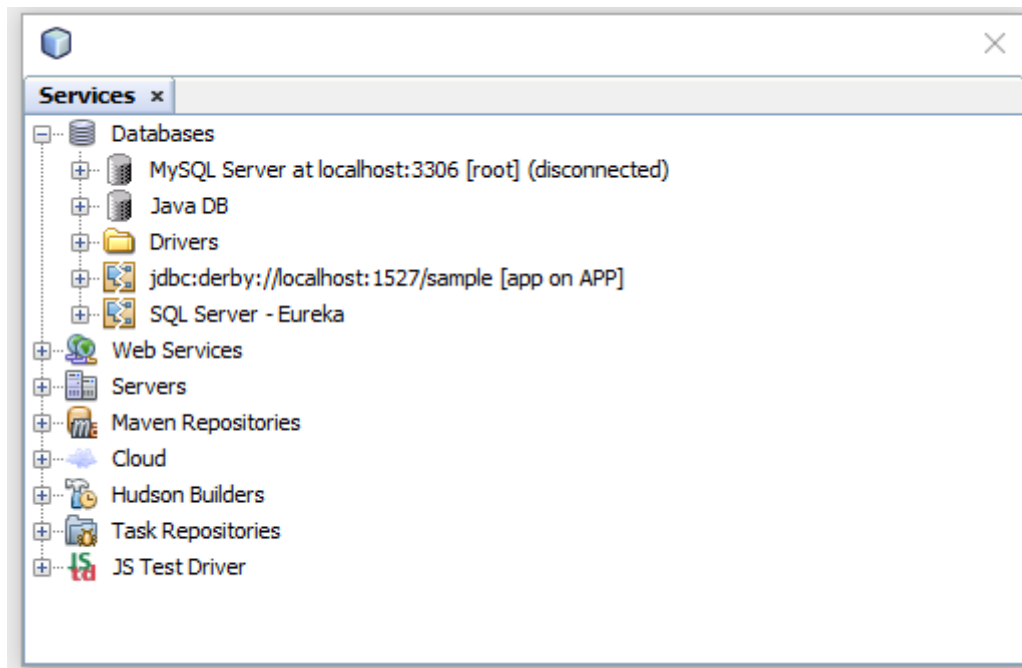 Services x
Databases
MySQL Server at localhost:3306 [root] (disconnected)
Java DB
Drivers
jdbc:derby://localhost:1527/sample [app on APP]
SQL Server - Eureka
Web Services
Servers
Maven Repositories
Cloud
Hudson Builders
Task Repositories
JS Test Driver